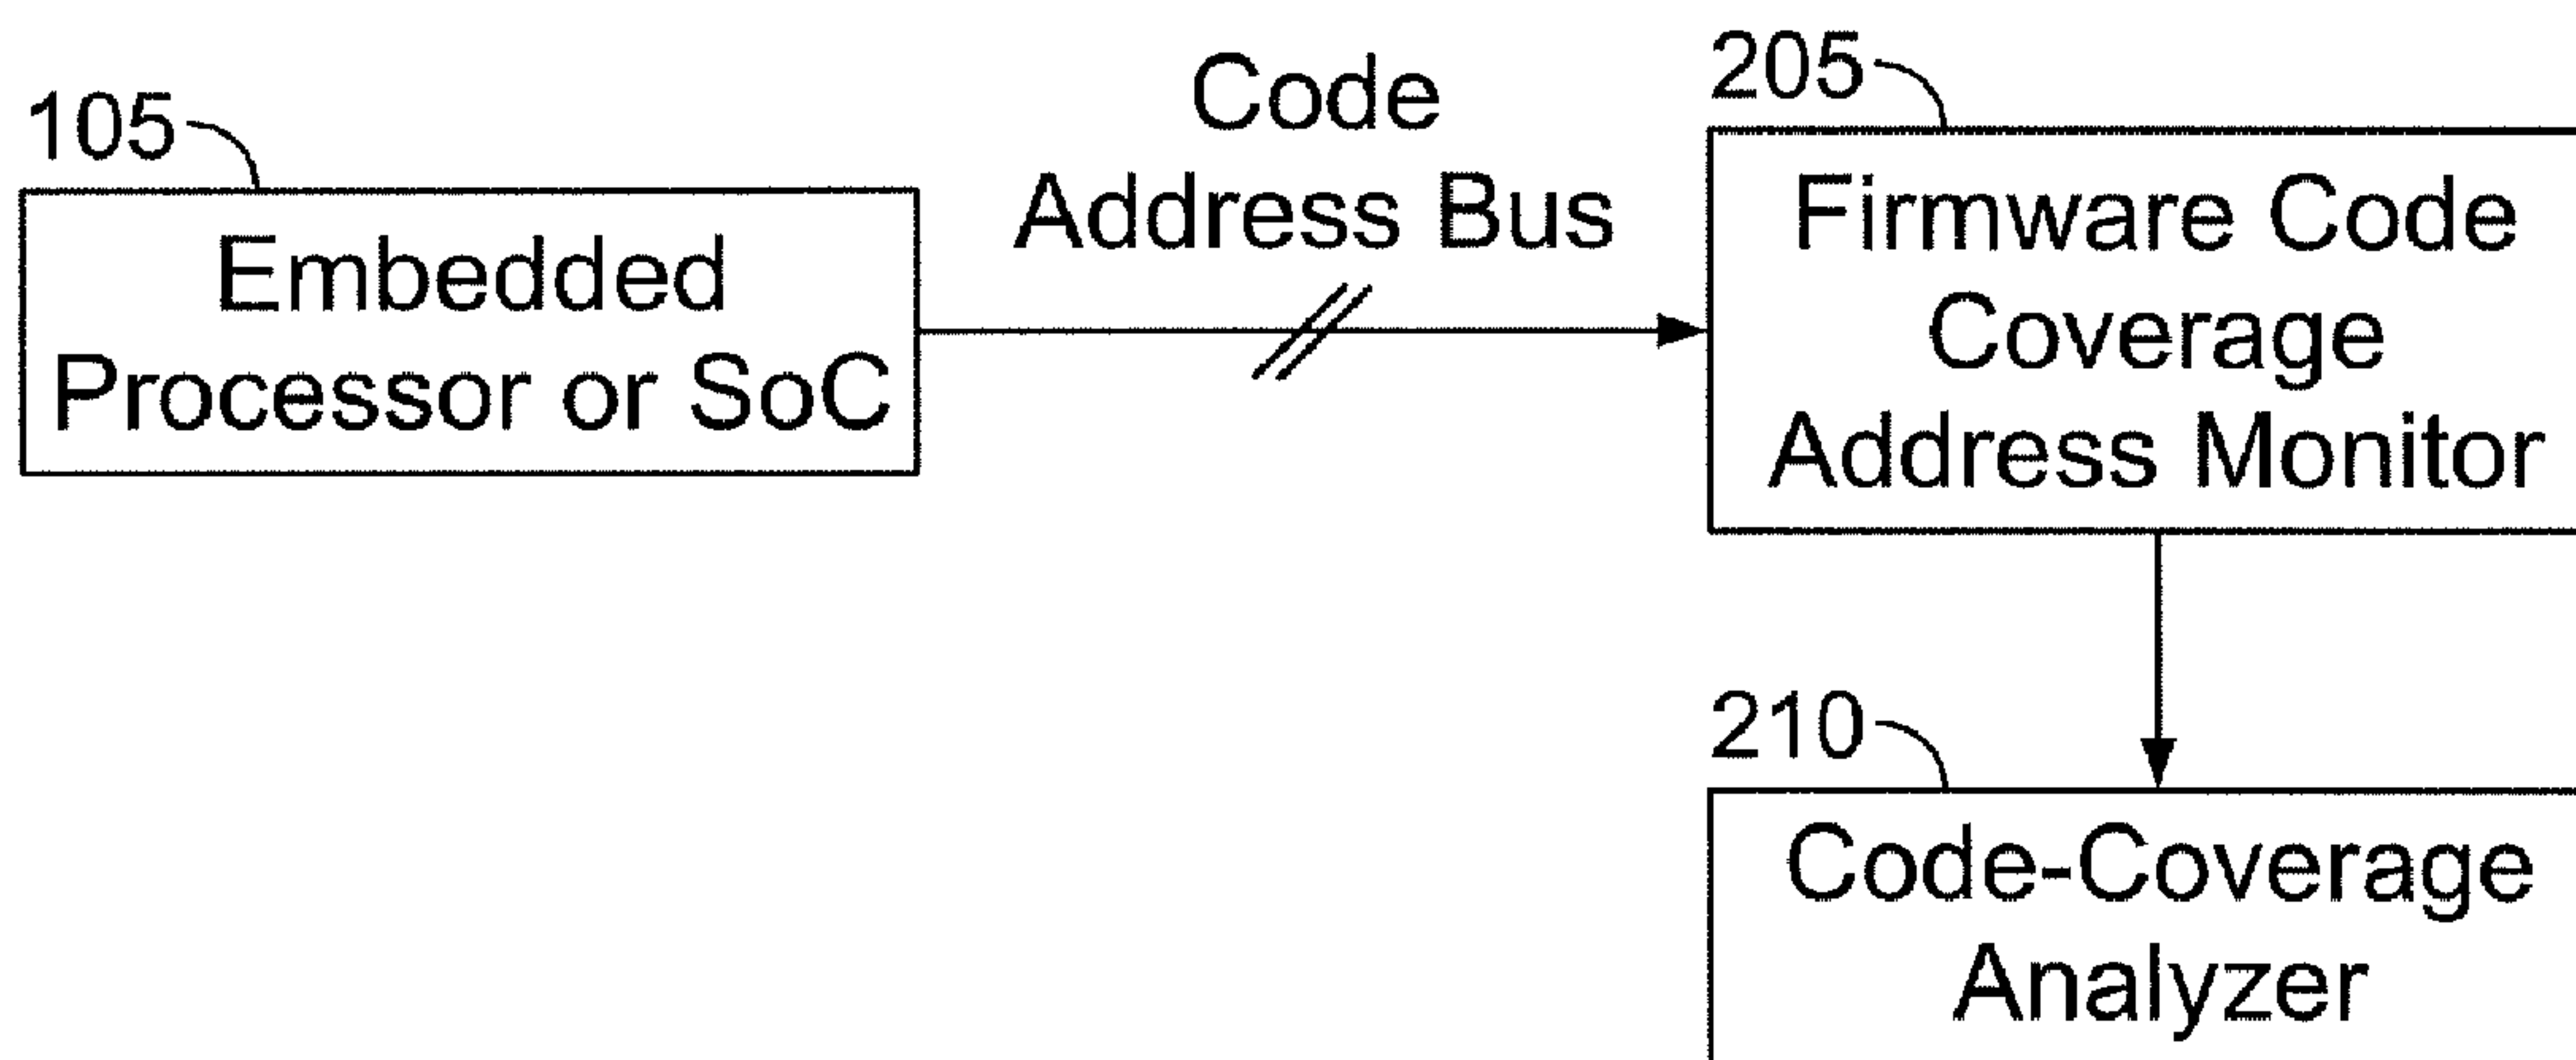 105
Embedded
Processor or SoC
Code
Address Bus
205
Firmware Code
Coverage
Address Monitor
210
Code-Coverage
Analyzer